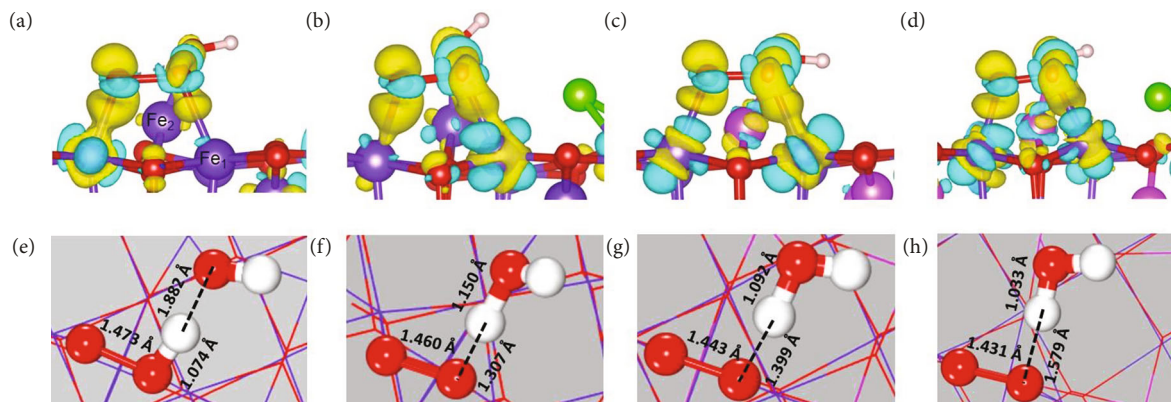 (a)
(b)
(c)
(d)
Fe₂
Fe₁
(e)
(f)
(g)
(h)
1.882 Å
1.473 Å
1.074 Å
1.150 Å
1.460 Å
1.307 Å
1.092 Å
1.443 Å
1.399 Å
1.033 Å
1.431 Å
1.579 Å